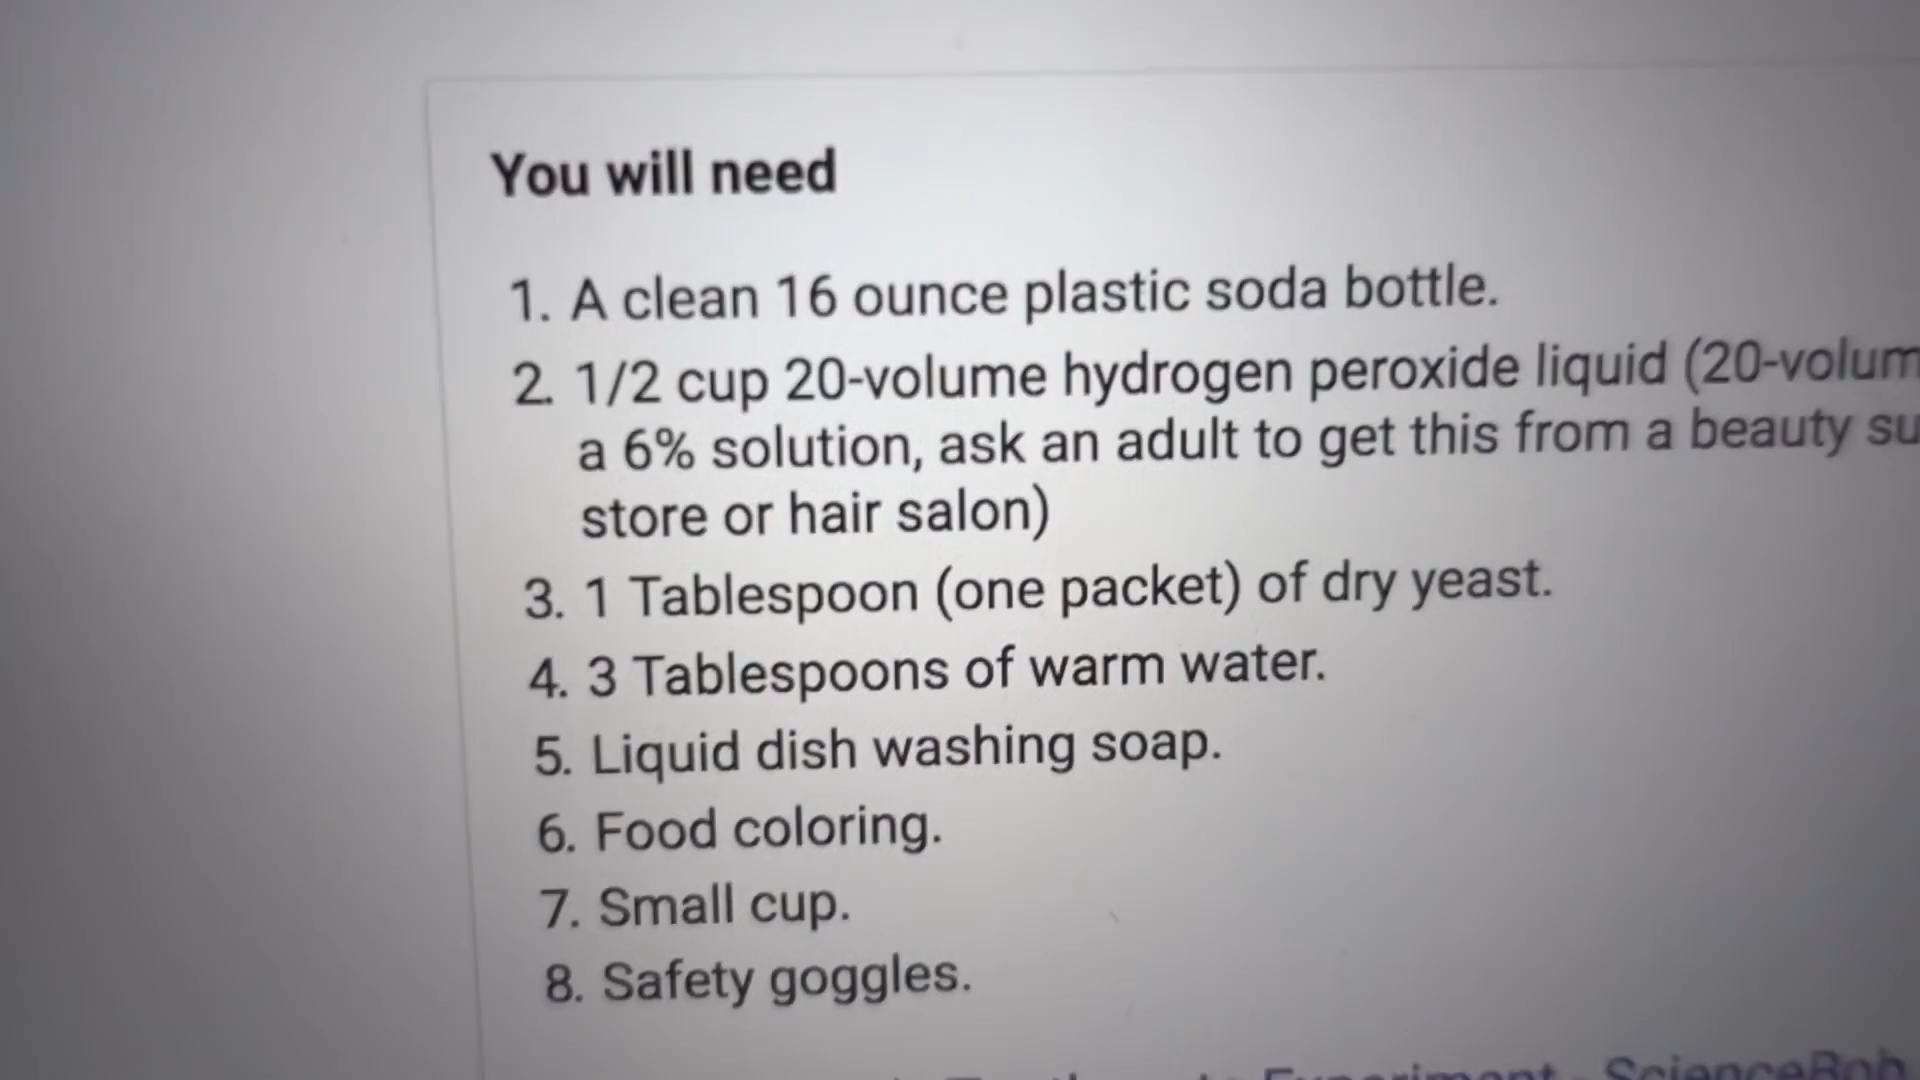 You will need
1. A clean 16 ounce plastic soda bottle.
2. 1/2 cup 20-volume hydrogen peroxide liquid (20-volum
a 6% solution, ask an adult to get this from a beauty su
store or hair salon)
3. 1 Tablespoon (one packet) of dry yeast.
4. 3 Tablespoons of warm water.
5. Liquid dish washing soap.
6. Food coloring.
7. Small cup.
8. Safety goggles.
Experiment - ScienceBob